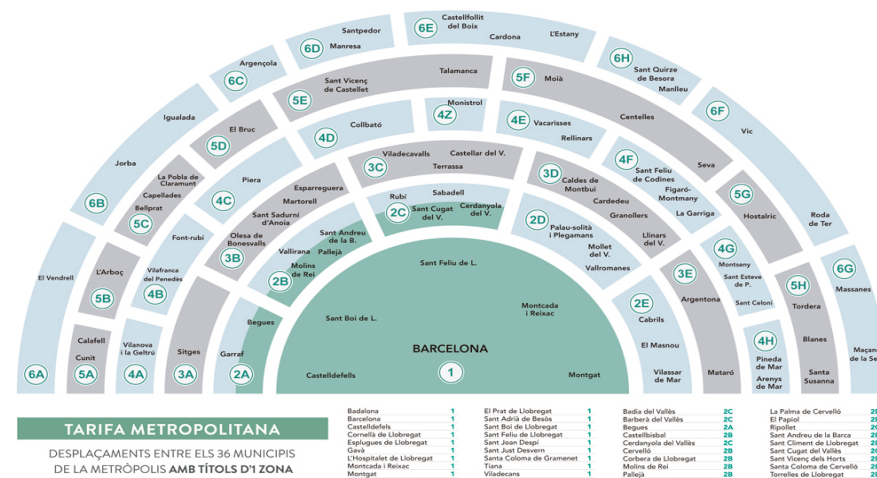 6E
Castellfollit
del Boix
Cardona
L'Estany
6D
Santpedor
Manresa
6H
Sant Quirze
de Besora
Manlleu
6C
Argençola
6F
Vic
Roda
de Ter
6B
Igualada
Jorba
6A
El Vendrell
6G
Massanes
5E
Sant Vicenç
de Castellet
Talamanca
5F
Moià
Centelles
Seva
5D
El Bruc
5C
La Pobla de
Claramunt
Capellades
Bellprat
5B
L'Arboç
5A
Calafell
Cunit
5G
Hostalric
5H
Tordera
Blanes
Santa
Susanna
4Z
Monistrol
4D
Collbató
4E
Vacarisses
Rellinars
4F
Sant Feliu
de Codines
Figaró-
Montmany
La Garriga
4C
Piera
Font-rubí
4B
Vilafranca
del Penedès
4A
Vilanova
i la Geltrú
4G
Montseny
Sant Esteve
de P.
Sant Celoni
4H
Pineda
de Mar
Arenys
de Mar
3C
Viladecavalls
Castellar del V.
Terrassa
3D
Caldes de
Montbui
Cardedeu
Granollers
Llinars
del V.
3B
Esparreguera
Martorell
Sant Sadurní
d'Anoia
Olesa de
Bonesvalls
3A
Sitges
3E
Argentona
Mataró
2C
Rubí
Sabadell
Sant Cugat
del V.
Cerdanyola
del V.
2D
Palau-solità
i Plegamans
Mollet
del V.
Vallromanes
2B
Sant Andreu
de la B.
Vallirana
Pallejà
Molins
de Rei
2A
Begues
Garraf
2E
Cabrils
El Masnou
Vilassar
de Mar
Sant Feliu de L.
Montcada
i Reixac
Sant Boi de L.
BARCELONA
1
Castelldefells
Montgat
TARIFA METROPOLITANA
DESPLAÇAMENTS ENTRE ELS 36 MUNICIPIS
DE LA METRÒPOLIS AMB TÍTOLS D'1 ZONA
Badalona 1
Barcelona 1
Castelldefels 1
Cornellà de Llobregat 1
Esplugues de Llobregat 1
Gavà 1
L'Hospitalet de Llobregat 1
Montcada i Reixac 1
Montgat 1
El Prat de Llobregat 1
Sant Adrià de Besòs 1
Sant Boi de Llobregat 1
Sant Feliu de Llobregat 1
Sant Joan Despí 1
Sant Just Desvern 1
Santa Coloma de Gramenet 1
Tiana 1
Viladecans 1
Badia del Vallès 2C
Barberà del Vallès 2C
Begues 2A
Castellbisbal 2B
Cerdanyola del Vallès 2C
Cervelló 2B
Corbera de Llobregat 2B
Molins de Rei 2B
Pallejà 2B
La Palma de Cervelló
El Papiol
Ripollet
Sant Andreu de la Barca
Sant Climent de Llobregat
Sant Cugat del Vallès
Sant Vicenç dels Horts
Santa Coloma de Cervelló
Torrelles de Llobregat